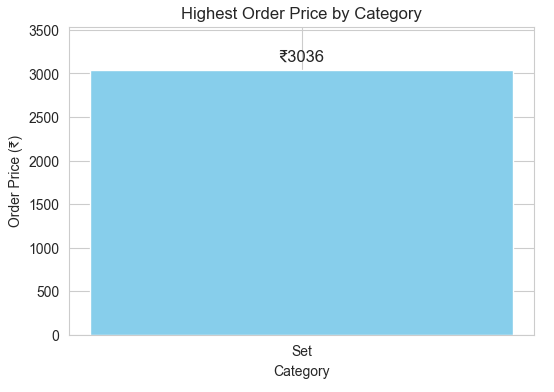 Highest Order Price by Category
3500
₹3036
3000
2500
2000
1500
1000
500
0
Order Price (₹)
Set
Category